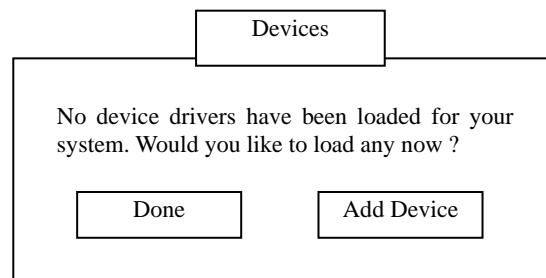 Devices
No device drivers have been loaded for your
system. Would you like to load any now ?
Done
Add Device